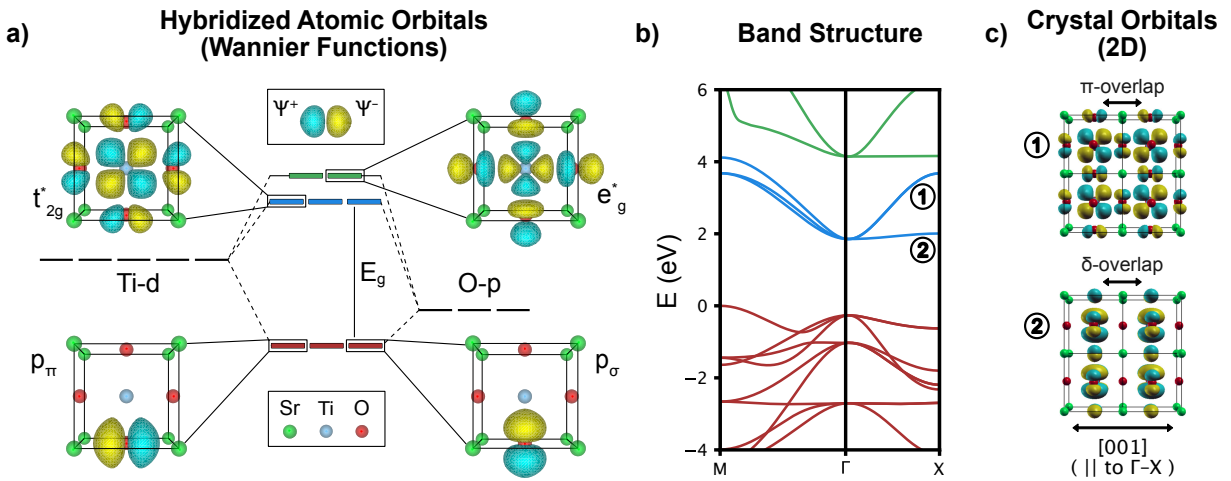 a)
Hybridized Atomic Orbitals
(Wannier Functions)
Ψ⁺ Ψ⁻
t*2g
e*g
Ti-d
Eg
O-p
pπ
pσ
Sr Ti O
b)
Band Structure
E (eV)
6
4
2
0
−2
−4
M Γ X
①
②
c)
Crystal Orbitals
(2D)
π-overlap
①
δ-overlap
②
[001]
( || to Γ–X )